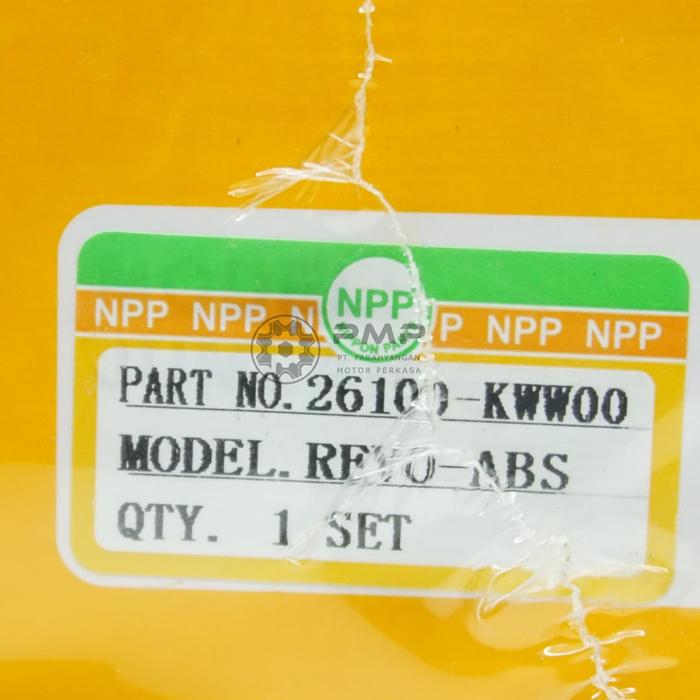 NPP NPP N
NPP
P NPP NPP
PMP
PT. PARAHYANGAN
MOTOR PERKASA
PART NO. 26100-KWW00
MODEL. REVO-ABS
QTY. 1 SET